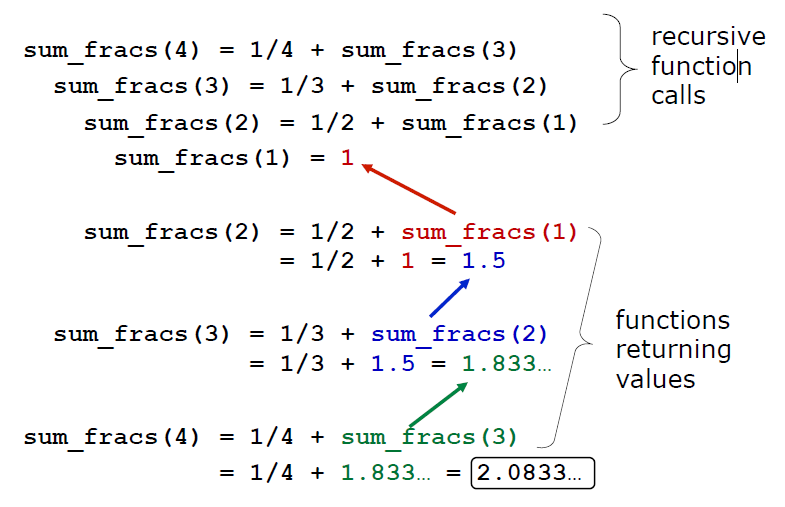 sum_fracs(4) = 1/4 + sum_fracs(3)
sum_fracs(3) = 1/3 + sum_fracs(2)
sum_fracs(2) = 1/2 + sum_fracs(1)
sum_fracs(1) = 1
recursive
function
calls
sum_fracs(2) = 1/2 + sum_fracs(1)
= 1/2 + 1 = 1.5
sum_fracs(3) = 1/3 + sum_fracs(2)
= 1/3 + 1.5 = 1.833…
sum_fracs(4) = 1/4 + sum_fracs(3)
= 1/4 + 1.833… = 2.0833…
functions
returning
values